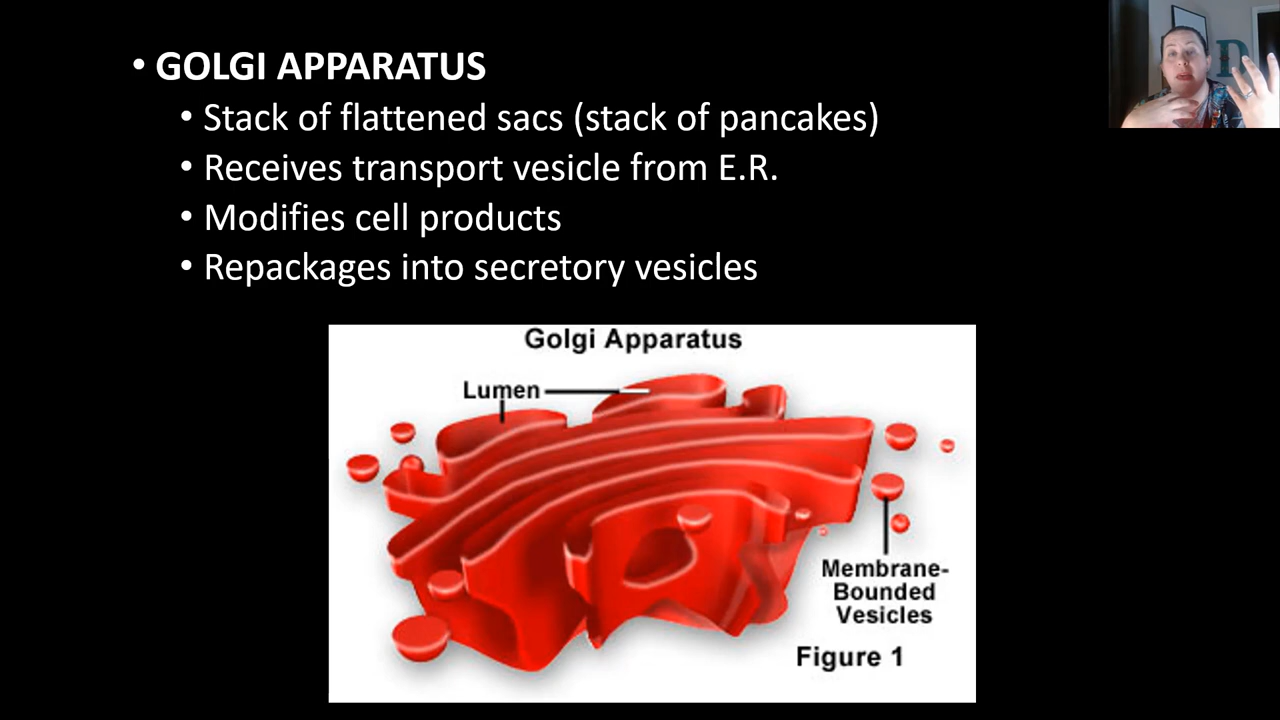 • GOLGI APPARATUS
• Stack of flattened sacs (stack of pancakes)
• Receives transport vesicle from E.R.
• Modifies cell products
• Repackages into secretory vesicles
Golgi Apparatus
Lumen
Membrane-
Bounded
Vesicles
Figure 1
D